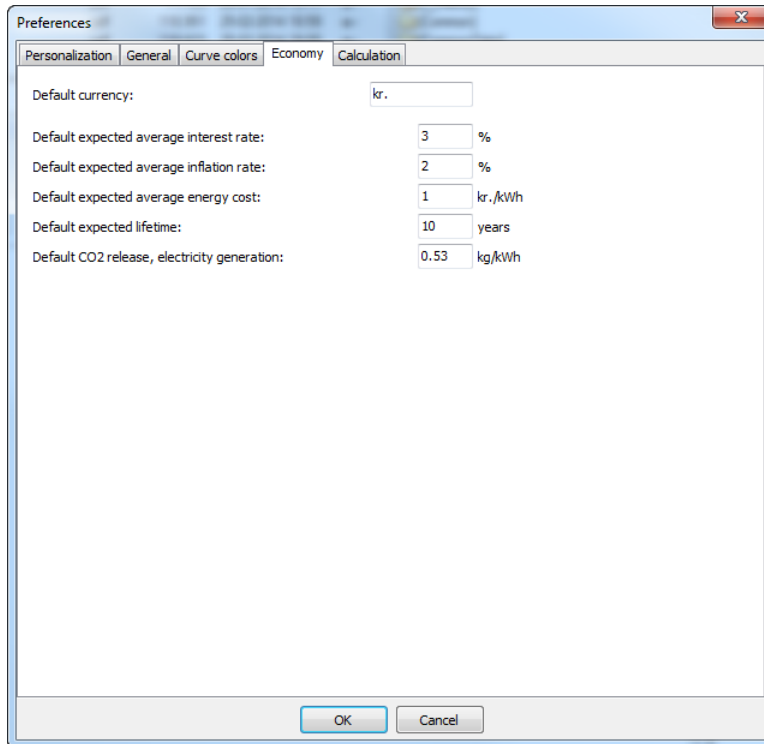 Preferences
Personalization General Curve colors Economy Calculation
Default currency: kr.
Default expected average interest rate: 3 %
Default expected average inflation rate: 2 %
Default expected average energy cost: 1 kr./kWh
Default expected lifetime: 10 years
Default CO2 release, electricity generation: 0.53 kg/kWh
OK Cancel